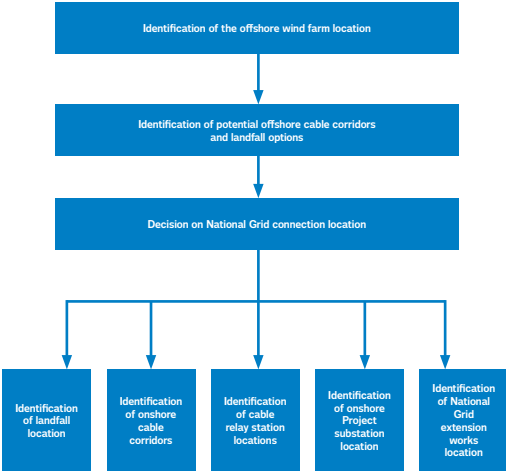 Identification of the offshore wind farm location
Identification of potential offshore cable corridors
and landfall options
Decision on National Grid connection location
Identification
of landfall
location
Identification
of onshore
cable
corridors
Identification
of cable
relay station
locations
Identification
of onshore
Project
substation
location
Identification
of National
Grid
extension
works
location